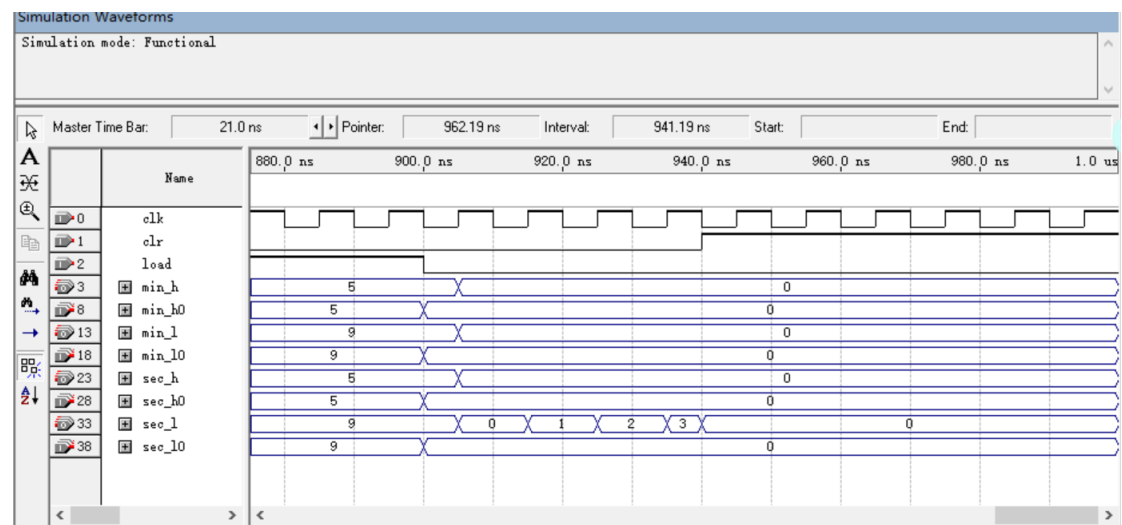 Simulation Waveforms
Simulation mode: Functional
Master Time Bar: 21.0 ns Pointer: 962.19 ns Interval: 941.19 ns Start: End:
Name 880.0 ns 900.0 ns 920.0 ns 940.0 ns 960.0 ns 980.0 ns 1.0 us
0 clk
1 clr
2 load
3 min_h 5 0
8 min_h0 5 0
13 min_l 9 0
18 min_l0 9 0
23 sec_h 5 0
28 sec_h0 5 0
33 sec_l 9 0 1 2 3 0
38 sec_l0 9 0